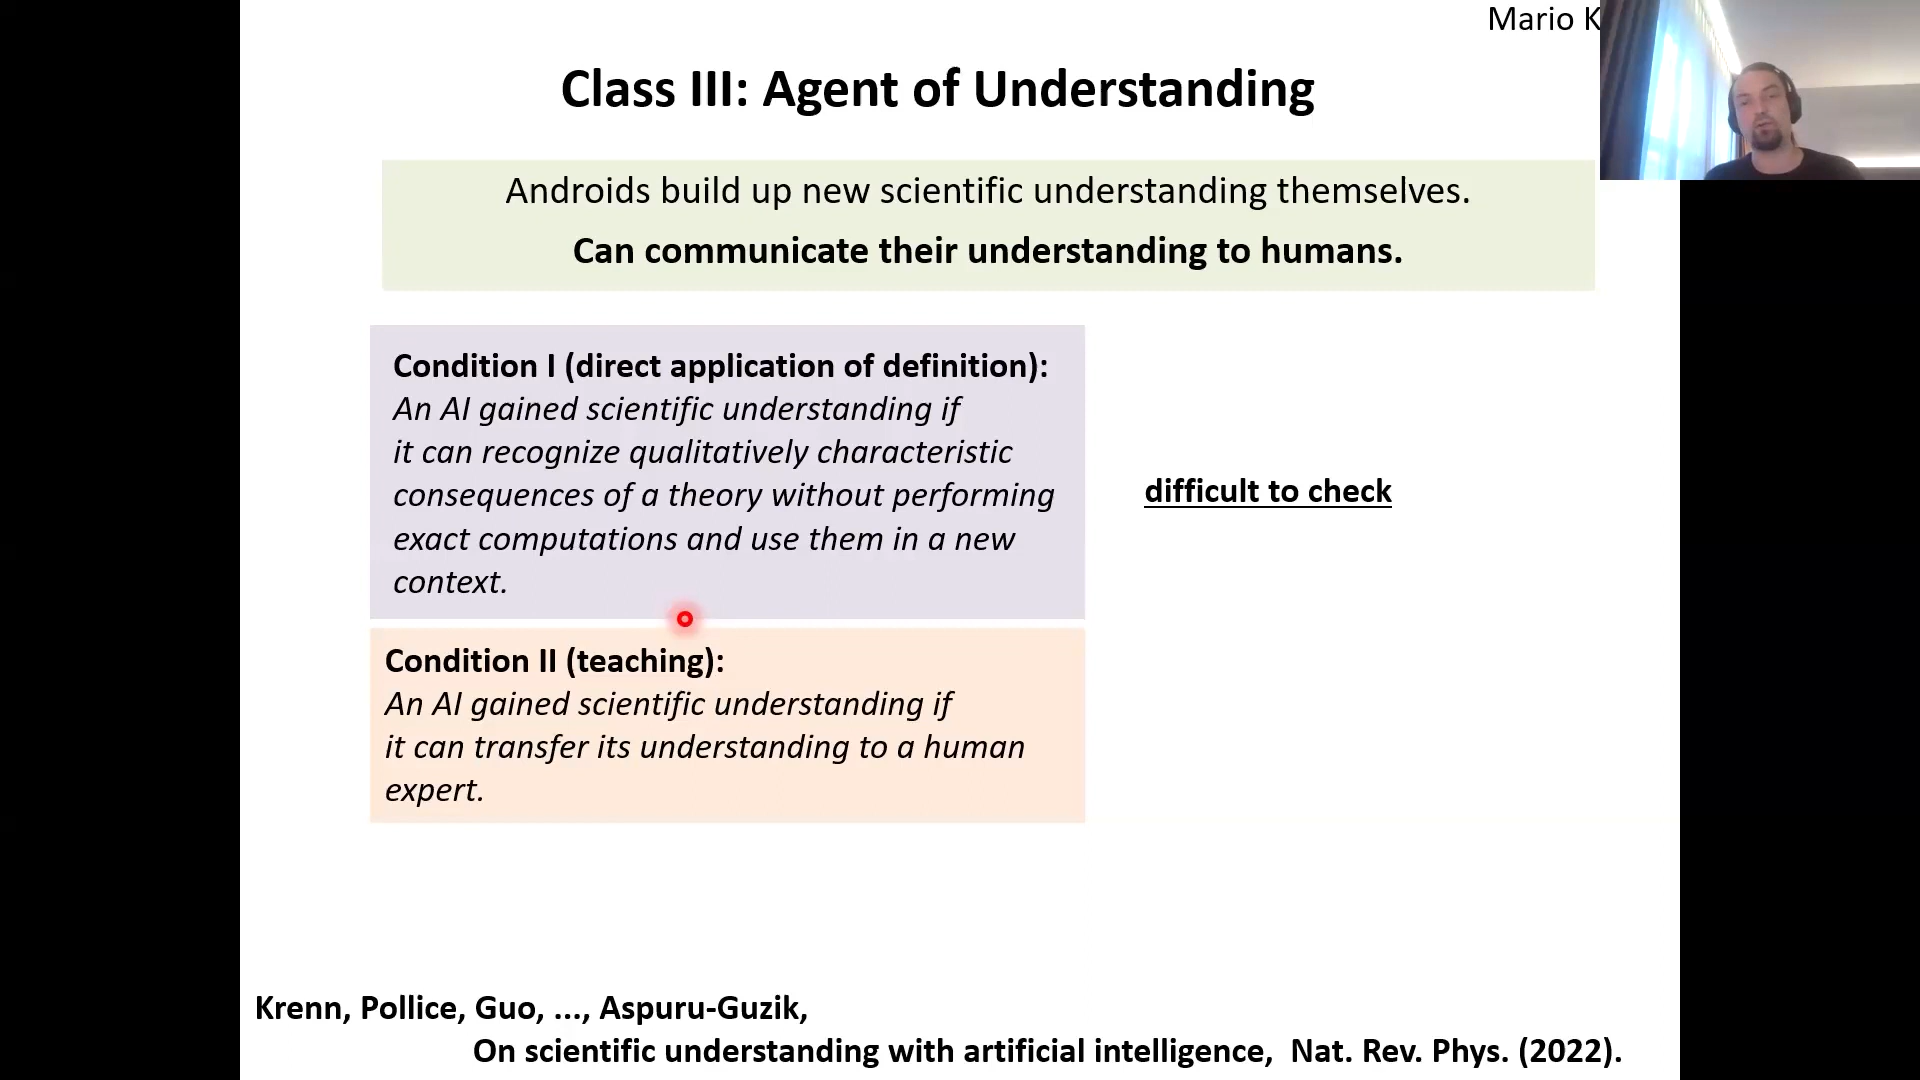 Mario K
Class III: Agent of Understanding
Androids build up new scientific understanding themselves.
Can communicate their understanding to humans.
Condition I (direct application of definition):
An AI gained scientific understanding if
it can recognize qualitatively characteristic
consequences of a theory without performing
exact computations and use them in a new
context.
difficult to check
Condition II (teaching):
An AI gained scientific understanding if
it can transfer its understanding to a human
expert.
Krenn, Pollice, Guo, ..., Aspuru-Guzik,
On scientific understanding with artificial intelligence, Nat. Rev. Phys. (2022).